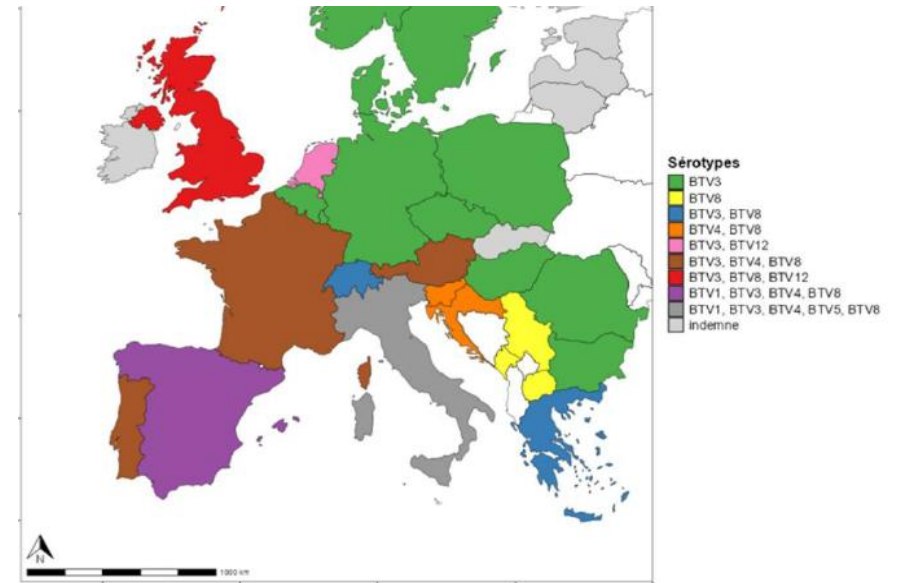 Sérotypes
BTV3
BTV8
BTV3, BTV8
BTV4, BTV8
BTV3, BTV12
BTV3, BTV4, BTV8
BTV3, BTV8, BTV12
BTV1, BTV3, BTV4, BTV8
BTV1, BTV3, BTV4, BTV5, BTV8
indemne
N
1000 km